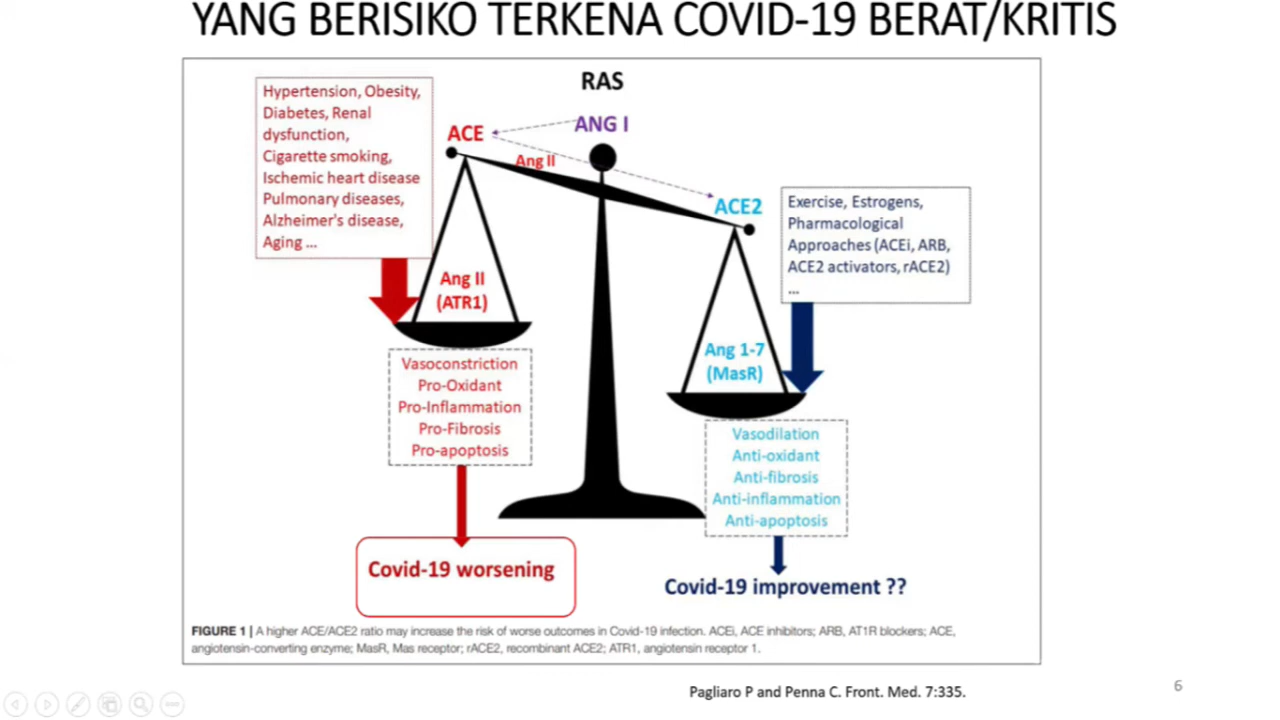 YANG BERISIKO TERKENA COVID-19 BERAT/KRITIS
RAS
Hypertension, Obesity,
Diabetes, Renal
dysfunction,
Cigarette smoking,
Ischemic heart disease
Pulmonary diseases,
Alzheimer's disease,
Aging ...
ACE
ANG I
Ang II
ACE2
Exercise, Estrogens,
Pharmacological
Approaches (ACEi, ARB,
ACE2 activators, rACE2)
...
Ang II
(ATR1)
Ang 1-7
(MasR)
Vasoconstriction
Pro-Oxidant
Pro-Inflammation
Pro-Fibrosis
Pro-apoptosis
Vasodilation
Anti-oxidant
Anti-fibrosis
Anti-inflammation
Anti-apoptosis
Covid-19 worsening
Covid-19 improvement ??
FIGURE 1 | A higher ACE/ACE2 ratio may increase the risk of worse outcomes in Covid-19 infection. ACEi, ACE inhibitors; ARB, AT1R blockers; ACE,
angiotensin-converting enzyme; MasR, Mas receptor; rACE2, recombinant ACE2; ATR1, angiotensin receptor 1.
Pagliaro P and Penna C. Front. Med. 7:335.
6